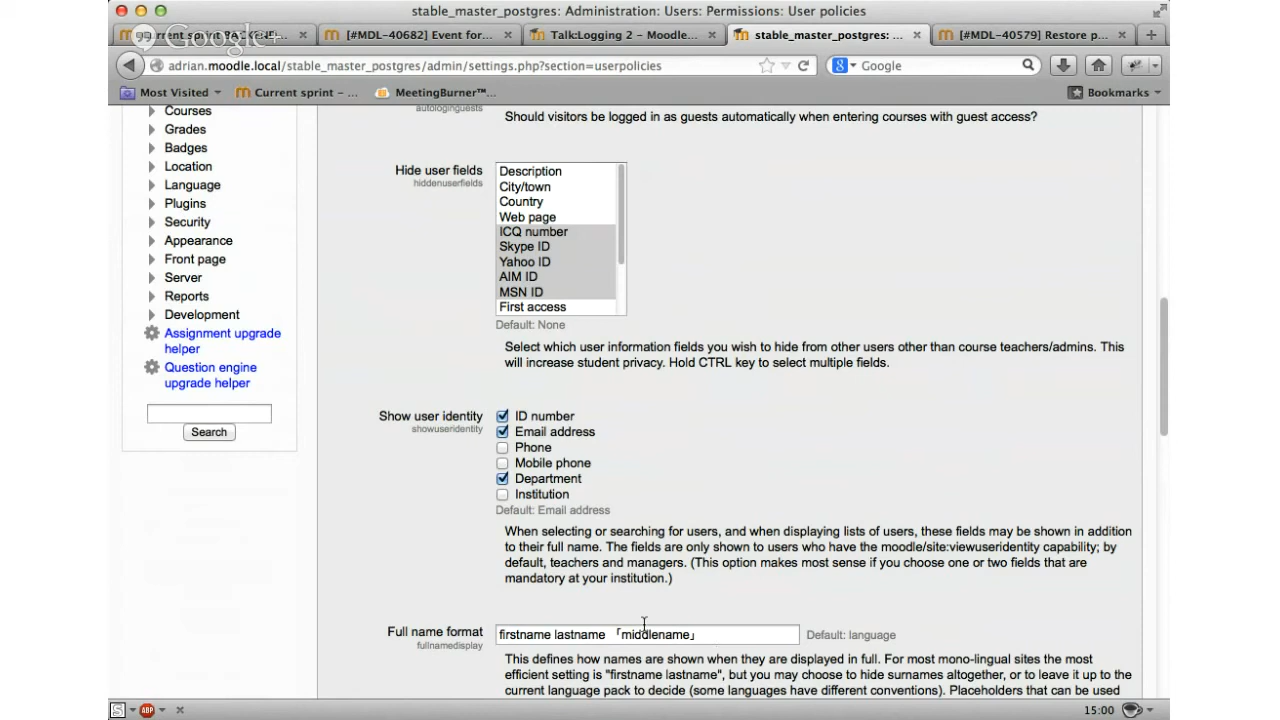 stable_master_postgres: Administration: Users: Permissions: User policies
Google+
[MDL-40682] Event for...
Talk:Logging 2 – Moodle...
stable_master_postgres: ...
[#MDL-40579] Restore p...
adrian.moodle.local/stable_master_postgres/admin/settings.php?section=userpolicies
Google
Most Visited
Current sprint – ...
MeetingBurner™...
Bookmarks
Courses
Grades
Badges
Location
Language
Plugins
Security
Appearance
Front page
Server
Reports
Development
Assignment upgrade
helper
Question engine
upgrade helper
Search
autologinguests
Should visitors be logged in as guests automatically when entering courses with guest access?
Hide user fields
hiddenuserfields
Description
City/town
Country
Web page
ICQ number
Skype ID
Yahoo ID
AIM ID
MSN ID
First access
Default: None
Select which user information fields you wish to hide from other users other than course teachers/admins. This
will increase student privacy. Hold CTRL key to select multiple fields.
Show user identity
showuseridentity
ID number
Email address
Phone
Mobile phone
Department
Institution
Default: Email address
When selecting or searching for users, and when displaying lists of users, these fields may be shown in addition
to their full name. The fields are only shown to users who have the moodle/site:viewuseridentity capability; by
default, teachers and managers. (This option makes most sense if you choose one or two fields that are
mandatory at your institution.)
Full name format
fullnamedisplay
firstname lastname 「middlename」
Default: language
This defines how names are shown when they are displayed in full. For most mono-lingual sites the most
efficient setting is "firstname lastname", but you may choose to hide surnames altogether, or to leave it up to the
current language pack to decide (some languages have different conventions). Placeholders that can be used
S
ABP
15:00